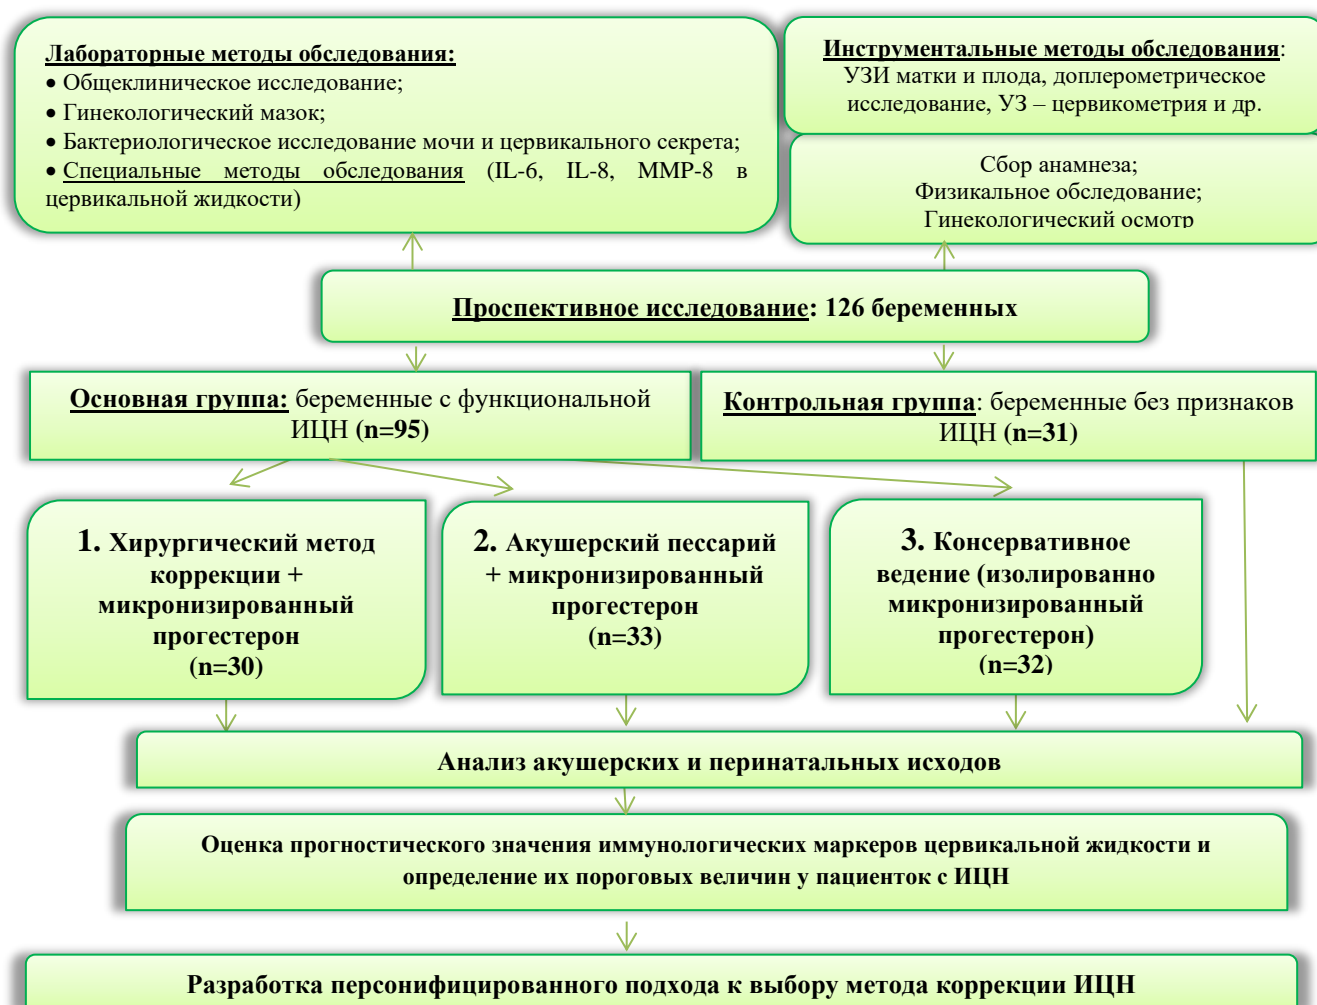 Лабораторные методы обследования:
• Общеклиническое исследование;
• Гинекологический мазок;
• Бактериологическое исследование мочи и цервикального секрета;
• Специальные методы обследования (IL-6, IL-8, ММР-8 в
цервикальной жидкости)
Инструментальные методы обследования:
УЗИ матки и плода, доплерометрическое
исследование, УЗ – цервикометрия и др.
Сбор анамнеза;
Физикальное обследование;
Гинекологический осмотр
Проспективное исследование: 126 беременных
Основная группа: беременные с функциональной
ИЦН (n=95)
Контрольная группа: беременные без признаков
ИЦН (n=31)
1. Хирургический метод
коррекции +
микронизированный
прогестерон
(n=30)
2. Акушерский пессарий
+ микронизированный
прогестерон
(n=33)
3. Консервативное
ведение (изолированно
микронизированный
прогестерон)
(n=32)
Анализ акушерских и перинатальных исходов
Оценка прогностического значения иммунологических маркеров цервикальной жидкости и
определение их пороговых величин у пациенток с ИЦН
Разработка персонифицированного подхода к выбору метода коррекции ИЦН